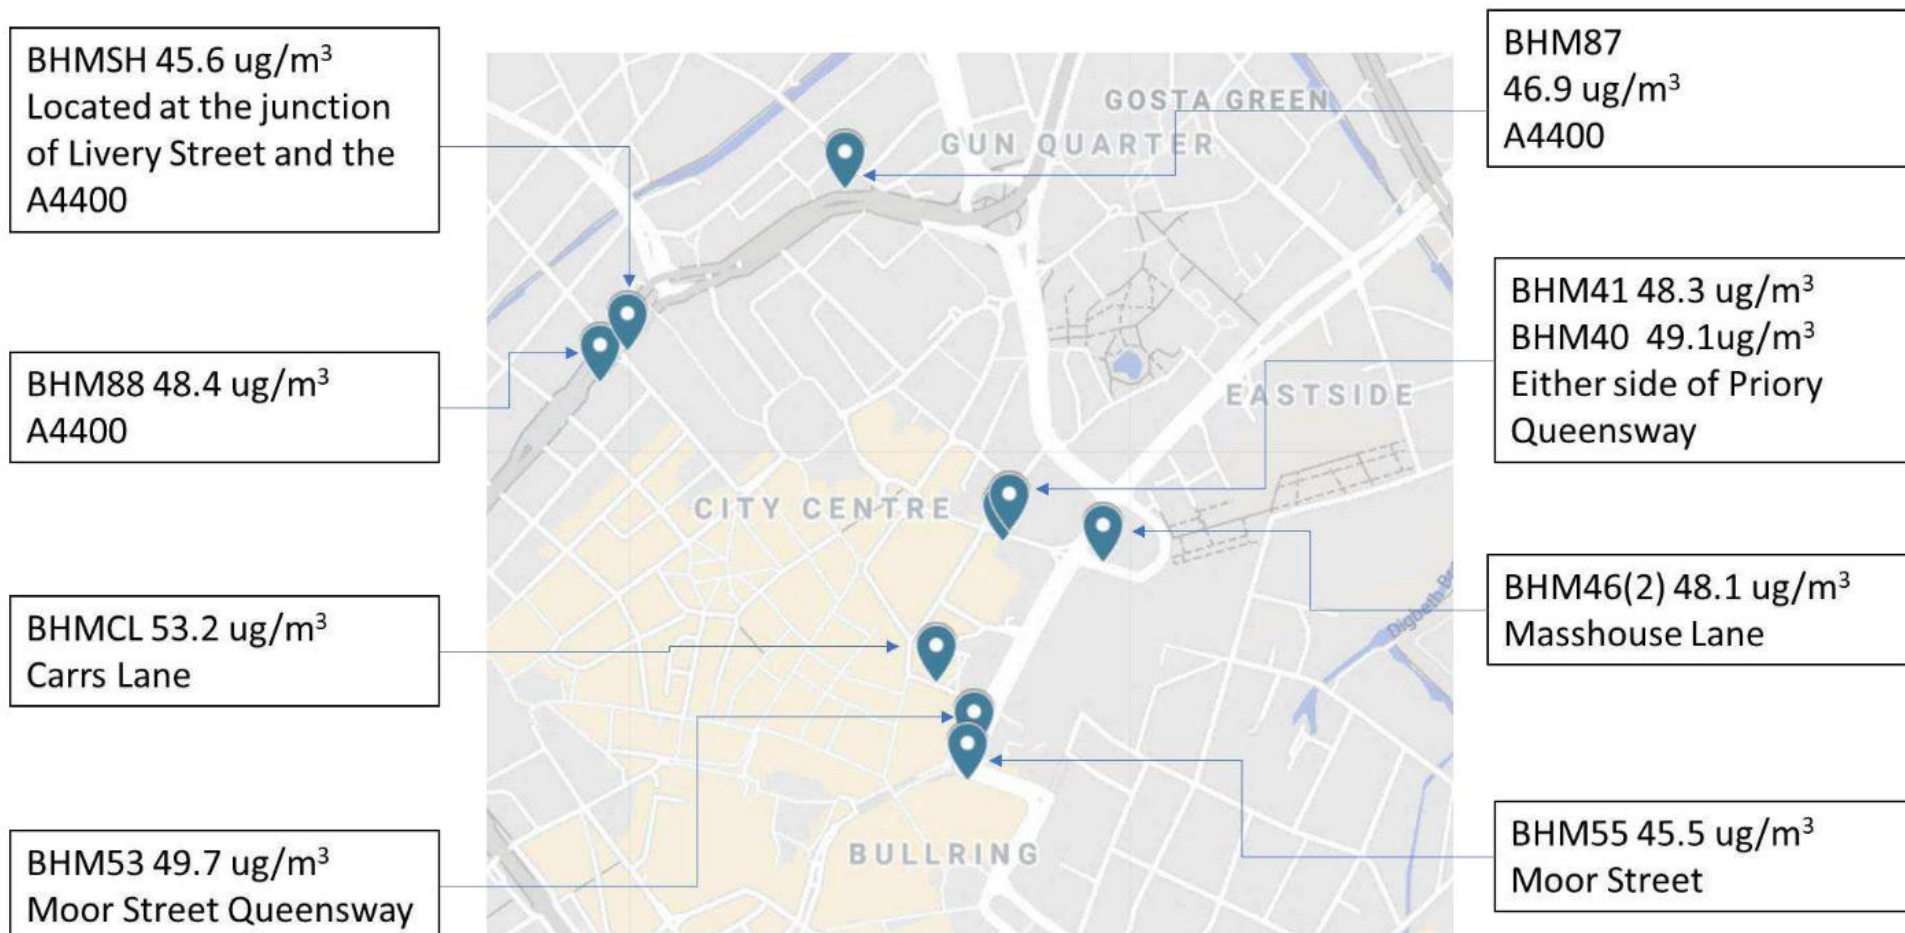 BHMSH 45.6 ug/m³
Located at the junction
of Livery Street and the
A4400
BHM88 48.4 ug/m³
A4400
BHMCL 53.2 ug/m³
Carrs Lane
BHM53 49.7 ug/m³
Moor Street Queensway
GOSTA GREEN
GUN QUARTER
EASTSIDE
CITY CENTRE
BULLRING
BHM87
46.9 ug/m³
A4400
BHM41 48.3 ug/m³
BHM40  49.1ug/m³
Either side of Priory
Queensway
BHM46(2) 48.1 ug/m³
Masshouse Lane
BHM55 45.5 ug/m³
Moor Street
Digbeth